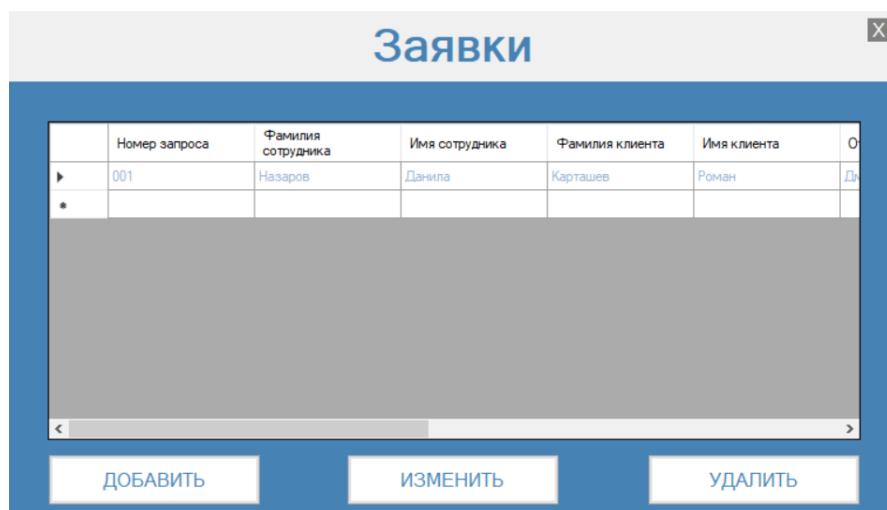 Заявки
X
Номер запроса Фамилия сотрудника Имя сотрудника Фамилия клиента Имя клиента
001 Назаров Данила Карташев Роман
ДОБАВИТЬ ИЗМЕНИТЬ УДАЛИТЬ